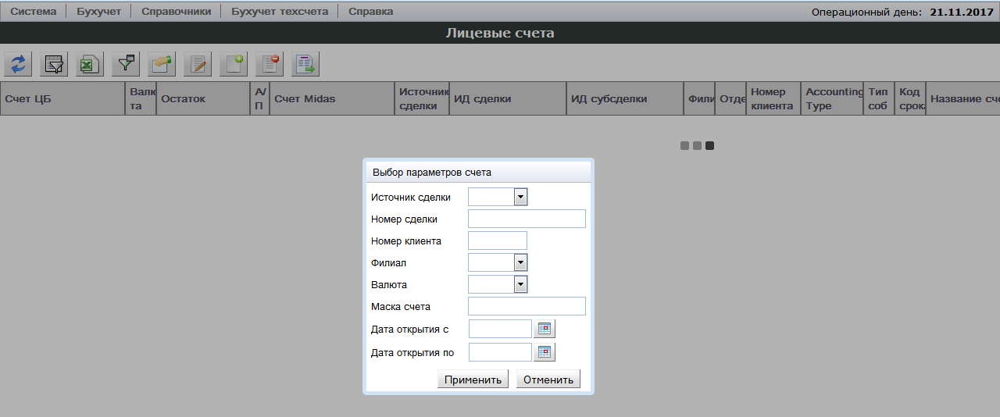 Система Бухучет Справочники Бухучет техсчета Справка Операционный день: 21.11.2017
Лицевые счета
Счет ЦБ Валю та Остаток А/ П Счет Midas Источник сделки ИД сделки ИД субсделки Фили Отде Номер клиента Accounting Type Тип соб Код срока Название сче
Выбор параметров счета
Источник сделки
Номер сделки
Номер клиента
Филиал
Валюта
Маска счета
Дата открытия с
Дата открытия по
Применить Отменить